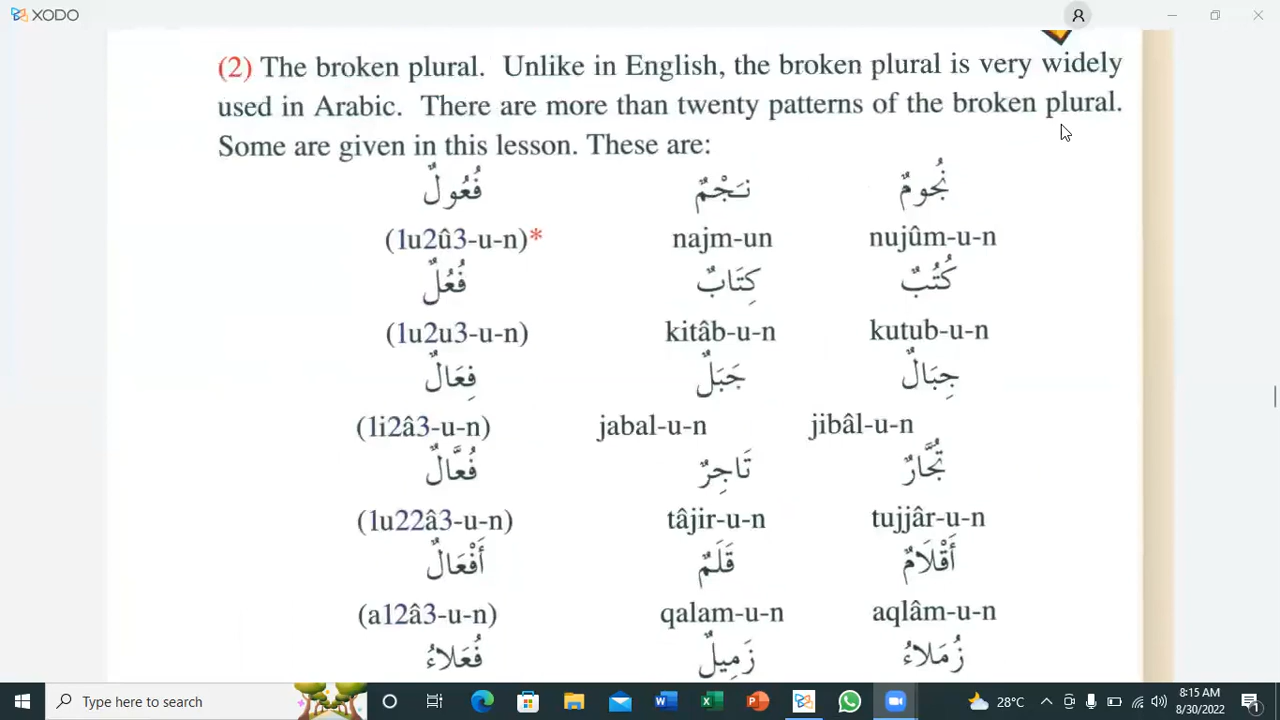 XODO
(2) The broken plural. Unlike in English, the broken plural is very widely
used in Arabic. There are more than twenty patterns of the broken plural.
Some are given in this lesson. These are:
فُعُولٌ نَجْمٌ نُجُومٌ
(1u2û3-u-n)* najm-un nujûm-u-n
فُعُلٌ كِتَابٌ كُتُبٌ
(1u2u3-u-n) kitâb-u-n kutub-u-n
فِعَالٌ جَبَلٌ جِبَالٌ
(1i2â3-u-n) jabal-u-n jibâl-u-n
فُعَّالٌ تَاجِرٌ تُجَّارٌ
(1u22â3-u-n) tâjir-u-n tujjâr-u-n
أَفْعَالٌ قَلَمٌ أَقْلَامٌ
(a12â3-u-n) qalam-u-n aqlâm-u-n
فُعَلاءُ زَمِيلٌ زُمَلاءُ
Type here to search
28°C
8:15 AM
8/30/2022
1